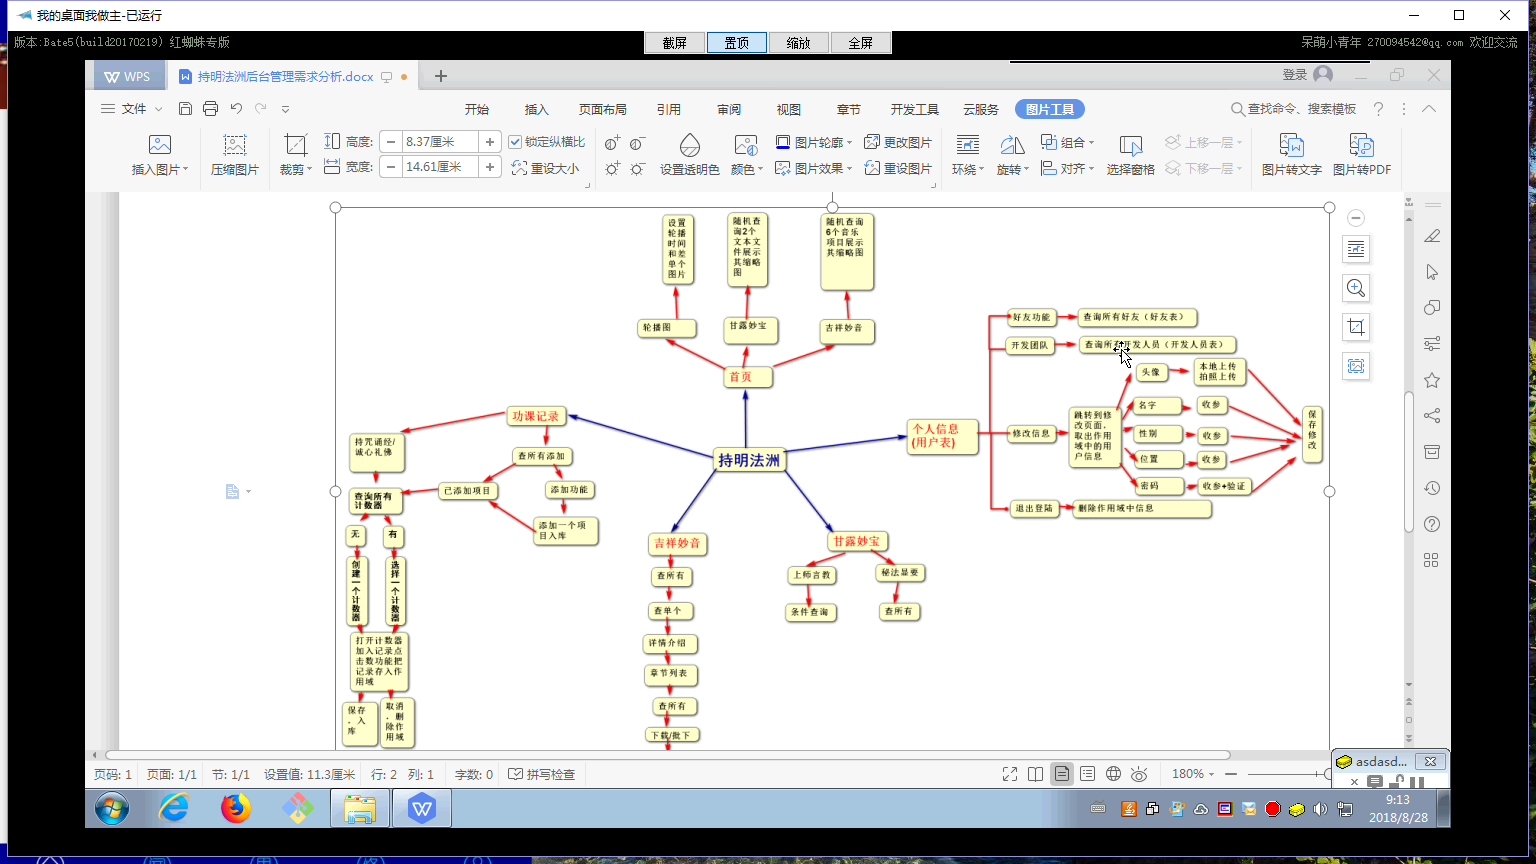 我的桌面我做主-已运行
版本:Bate5(build20170219) 红蜘蛛专版
截屏
置顶
缩放
全屏
呆萌小青年 270094542@qq.com 欢迎交流
WPS
持明法洲后台管理需求分析.docx
登录
文件
开始
插入
页面布局
引用
审阅
视图
章节
开发工具
云服务
图片工具
查找命令、搜索模板
插入图片
压缩图片
裁剪
高度:
8.37厘米
宽度:
14.61厘米
锁定纵横比
重设大小
设置透明色
颜色
图片轮廓
图片效果
更改图片
重设图片
环绕
旋转
组合
对齐
选择窗格
上移一层
下移一层
图片转文字
图片转PDF
设置
轮播
时间
和差
单个
图片
随机查
询2个
文本文
件展示
其缩略
图
随机查询
6个音乐
项目展示
其缩略图
轮播图
甘露妙宝
吉祥妙音
首页
好友功能
查询所有好友（好友表）
开发团队
查询所有开发人员（开发人员表）
头像
本地上传
拍照上传
个人信息
(用户表)
修改信息
跳转到修
改页面,
取出作用
域中的用
户信息
名字
收参
性别
收参
位置
收参
密码
收参+验证
保存修改
退出登陆
删除作用域中信息
功课记录
持咒诵经/
诚心礼佛
查所有添加
已添加项目
添加功能
添加一个项
目入库
查询所有
计数器
无
有
创建一个计数器
选择一个计数器
打开计数器
加入记录点
击数功能把
记录存入作
用域
保存
、入
库
取消
、删
除作
用域
持明法洲
吉祥妙音
查所有
查单个
详情介绍
章节列表
查所有
下载/批下
甘露妙宝
上师言教
秘法显要
条件查询
查所有
页码: 1
页面: 1/1
节: 1/1
设置值: 11.3厘米
行: 2
列: 1
字数: 0
拼写检查
180%
asdasd...
9:13
2018/8/28